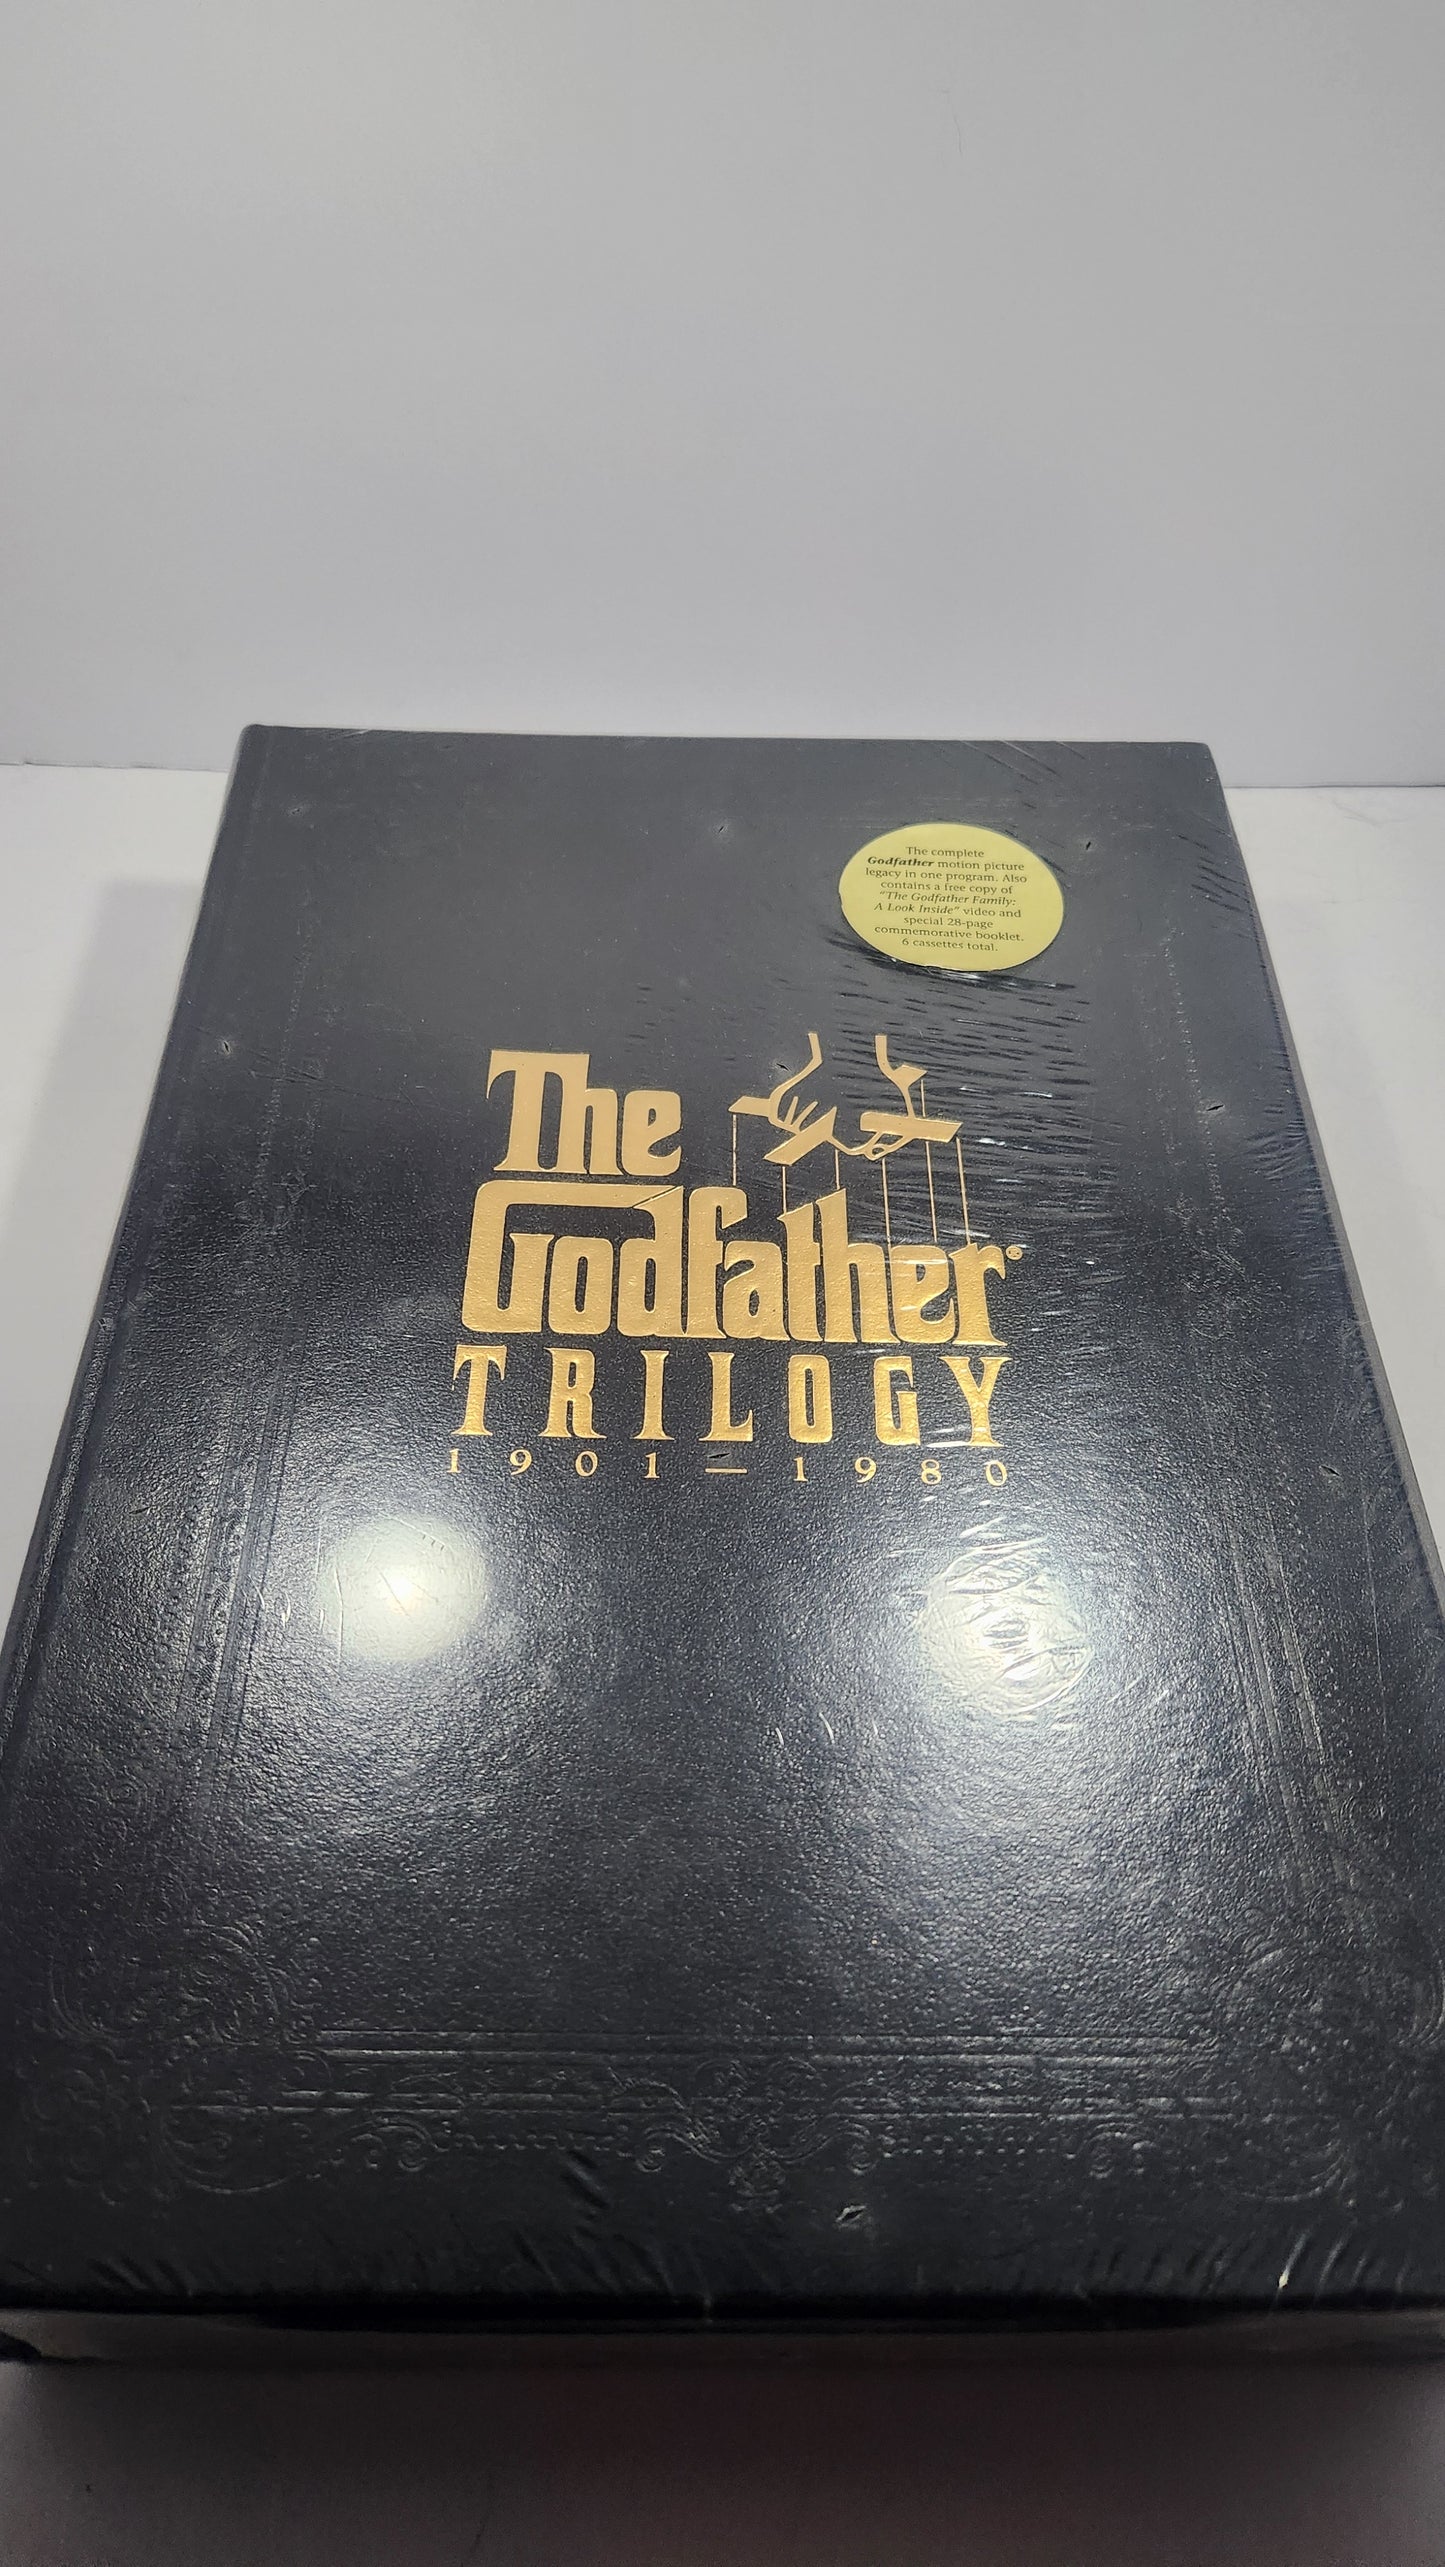 The complete
Godfather motion picture
legacy in one program. Also
contains a free copy of
"The Godfather Family:
A Look Inside" video and
special 28-page
commemorative booklet.
6 cassettes total.
The
Godfather®
TRILOGY
1901—1980